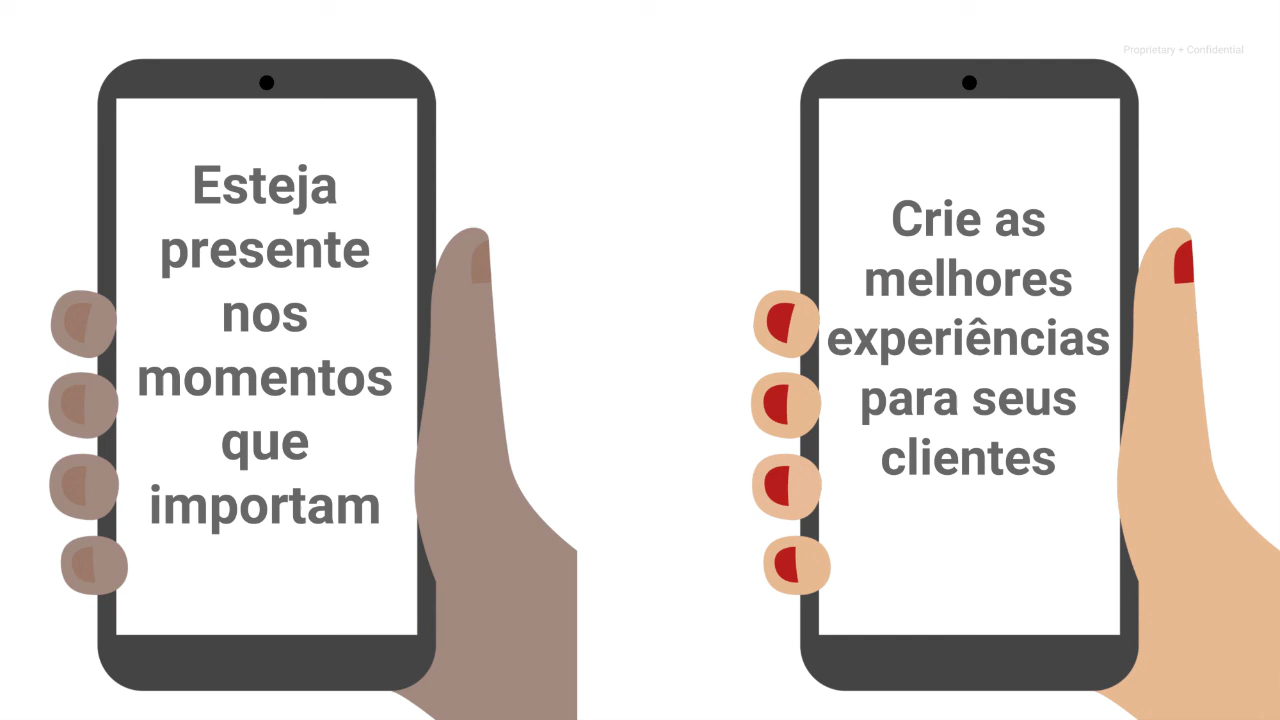 Proprietary + Confidential
Esteja
presente
nos
momentos
que
importam
Crie as
melhores
experiências
para seus
clientes